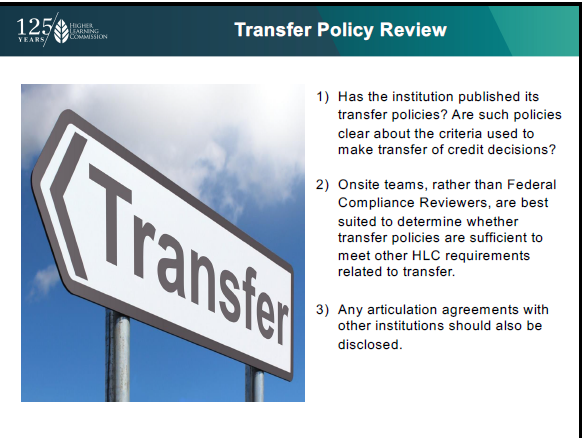 125 YEARS
HIGHER
LEARNING
COMMISSION
Transfer Policy Review
Transfer
1) Has the institution published its
transfer policies? Are such policies
clear about the criteria used to
make transfer of credit decisions?
2) Onsite teams, rather than Federal
Compliance Reviewers, are best
suited to determine whether
transfer policies are sufficient to
meet other HLC requirements
related to transfer.
3) Any articulation agreements with
other institutions should also be
disclosed.